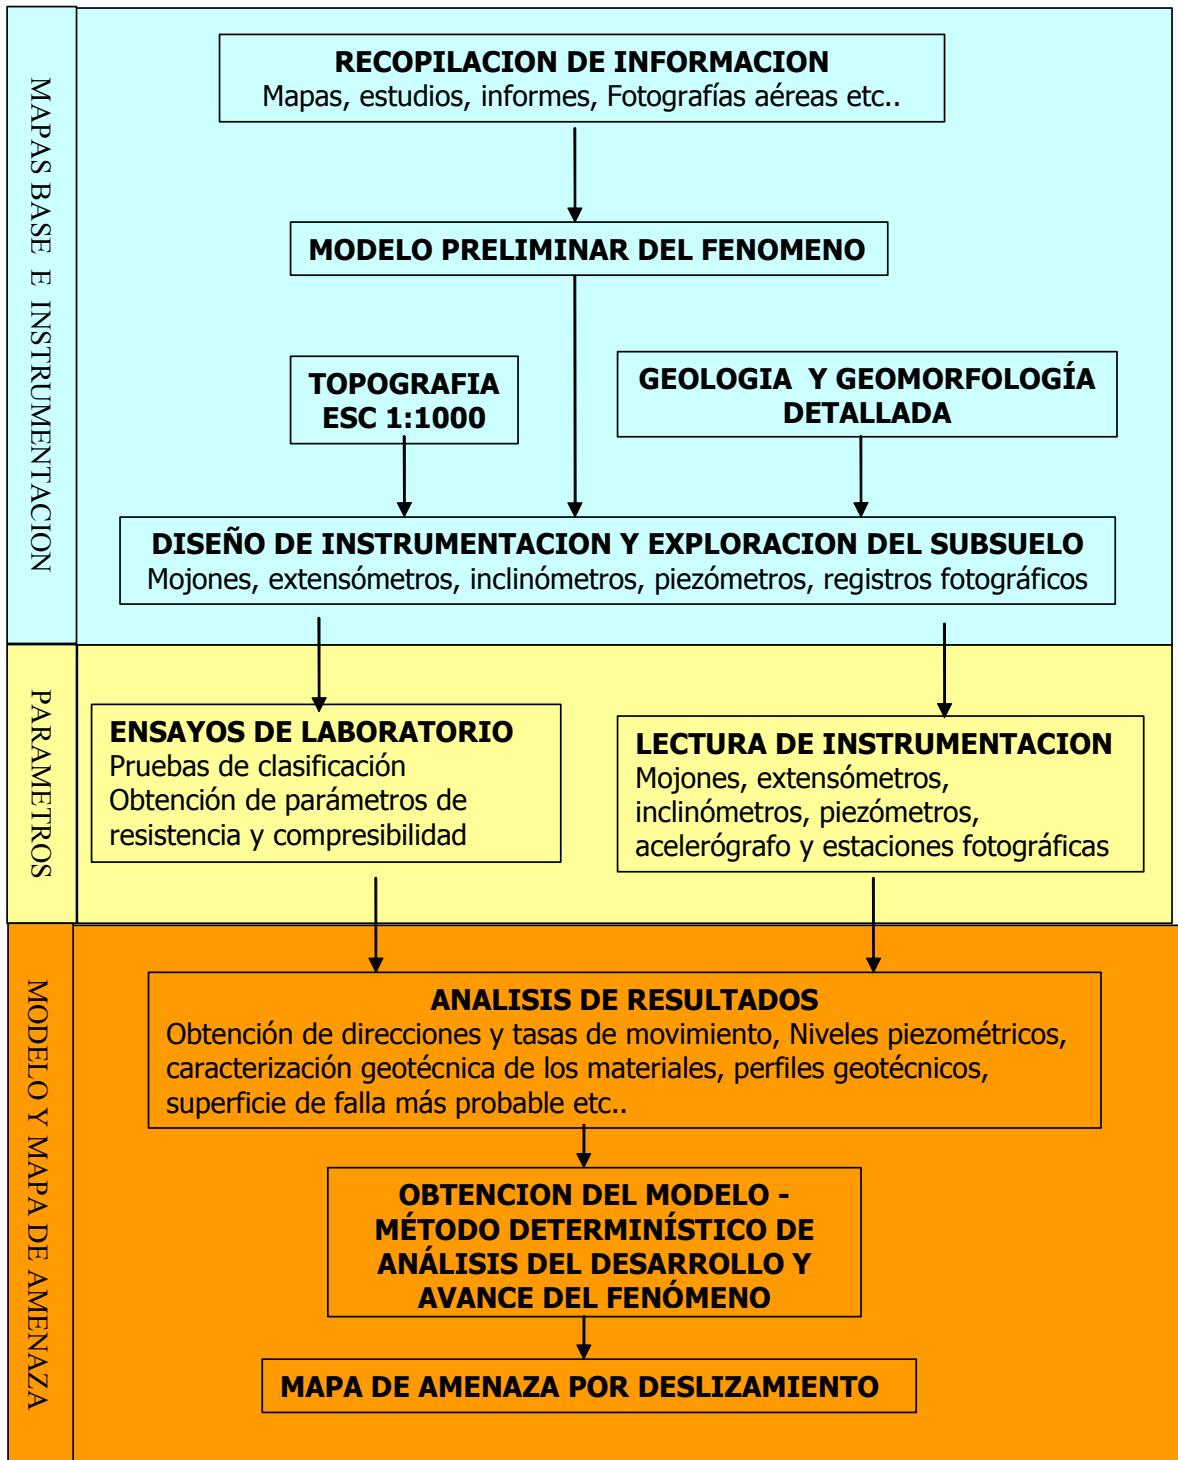 MAPAS BASE E INSTRUMENTACION
RECOPILACION DE INFORMACION
Mapas, estudios, informes, Fotografías aéreas etc..
MODELO PRELIMINAR DEL FENOMENO
TOPOGRAFIA
ESC 1:1000
GEOLOGIA Y GEOMORFOLOGÍA
DETALLADA
DISEÑO DE INSTRUMENTACION Y EXPLORACION DEL SUBSUELO
Mojones, extensómetros, inclinómetros, piezómetros, registros fotográficos
PARAMETROS
ENSAYOS DE LABORATORIO
Pruebas de clasificación
Obtención de parámetros de
resistencia y compresibilidad
LECTURA DE INSTRUMENTACION
Mojones, extensómetros,
inclinómetros, piezómetros,
acelerógrafo y estaciones fotográficas
MODELO Y MAPA DE AMENAZA
ANALISIS DE RESULTADOS
Obtención de direcciones y tasas de movimiento, Niveles piezométricos,
caracterización geotécnica de los materiales, perfiles geotécnicos,
superficie de falla más probable etc..
OBTENCION DEL MODELO -
MÉTODO DETERMINÍSTICO DE
ANÁLISIS DEL DESARROLLO Y
AVANCE DEL FENÓMENO
MAPA DE AMENAZA POR DESLIZAMIENTO